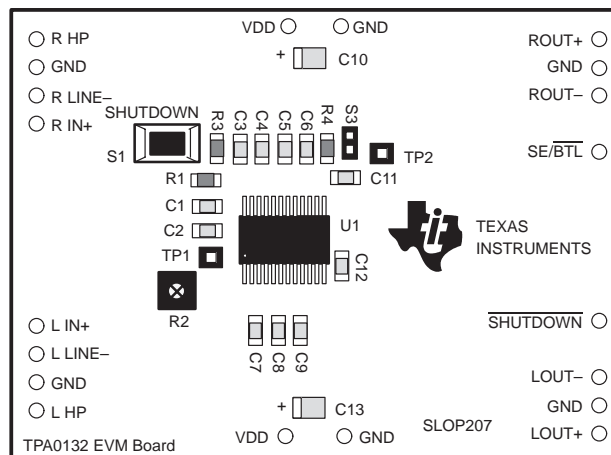 VDD
GND
R HP
GND
R LINE–
R IN+
+
C10
ROUT+
GND
ROUT–
SHUTDOWN
S1
R3
C3
C4
C5
C6
R4
S3
TP2
SE/BTL
R1
C11
C1
C2
U1
TP1
C12
R2
TEXAS
INSTRUMENTS
L IN+
L LINE–
GND
L HP
C7
C8
C9
SHUTDOWN
LOUT–
GND
LOUT+
+
C13
SLOP207
TPA0132 EVM Board
VDD
GND